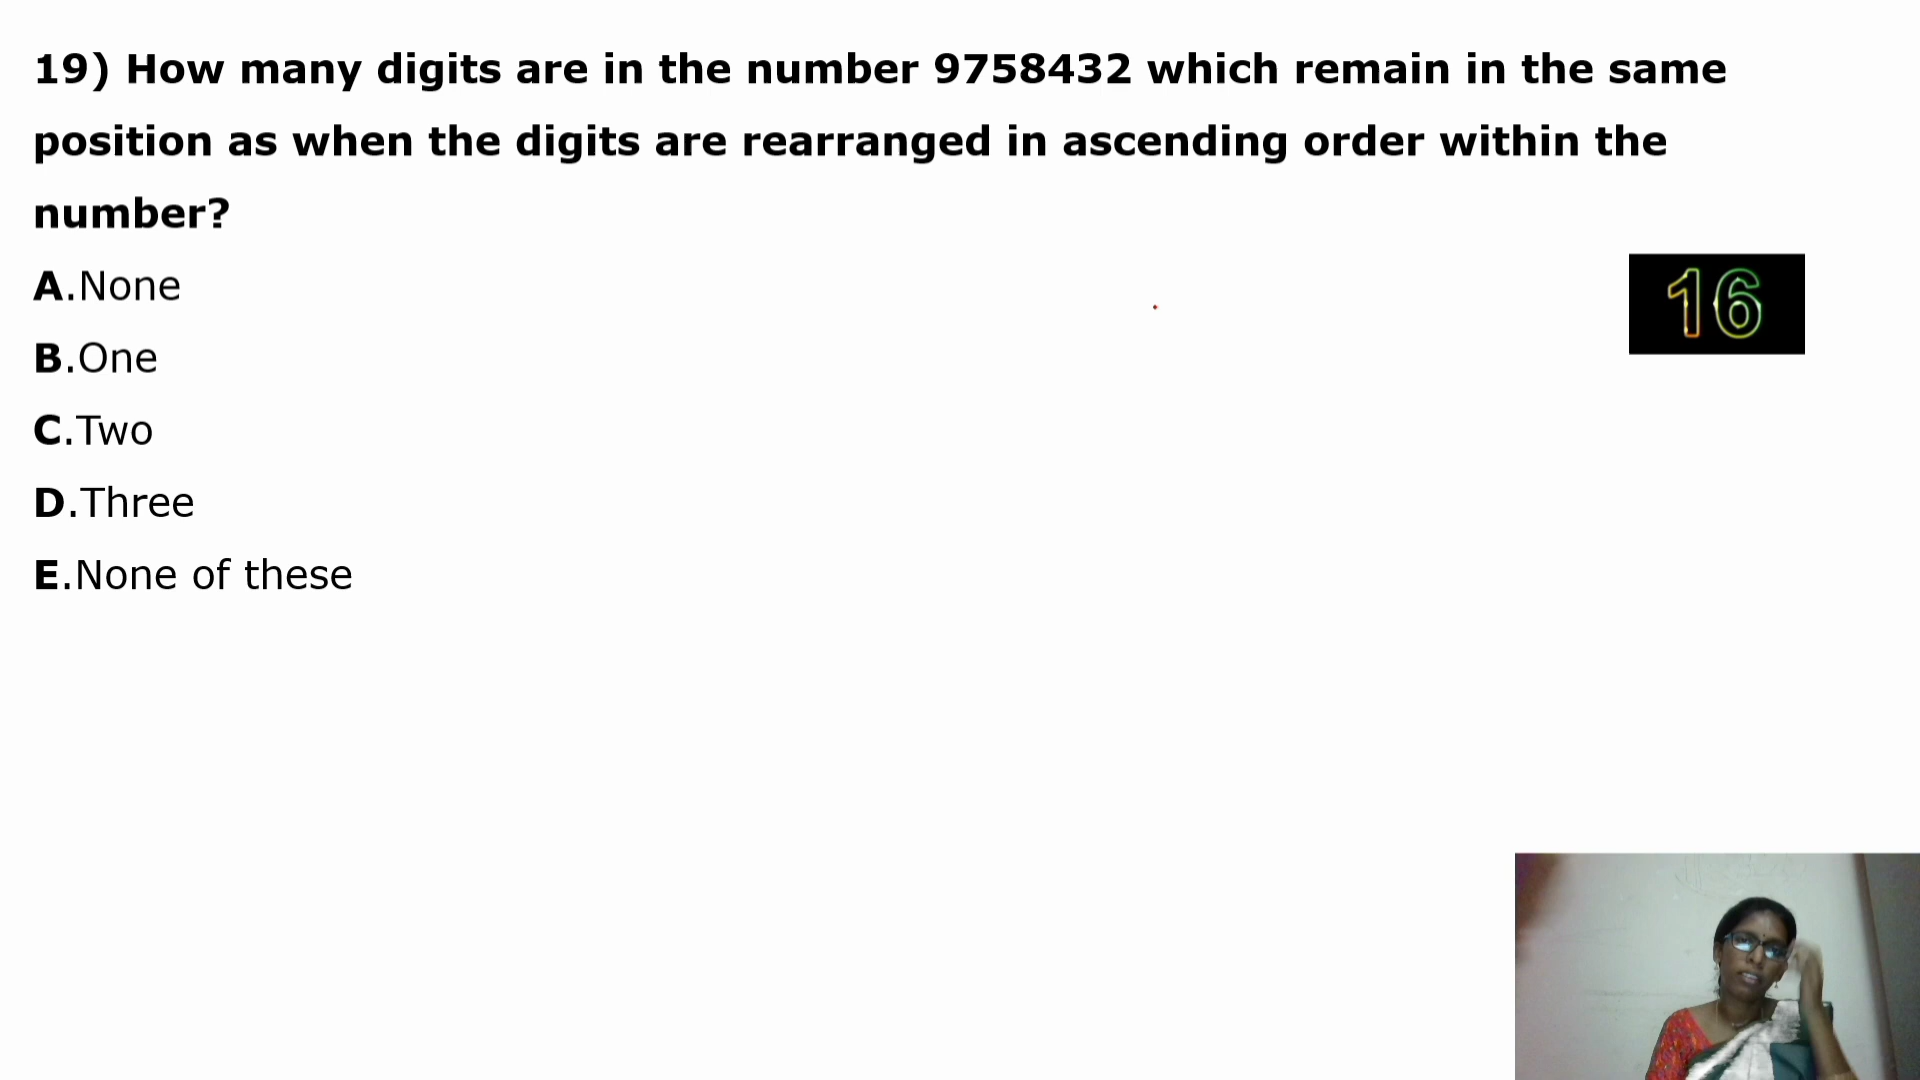 19) How many digits are in the number 9758432 which remain in the same
position as when the digits are rearranged in ascending order within the
number?
A.None
16
B.One
C.Two
D.Three
E.None of these